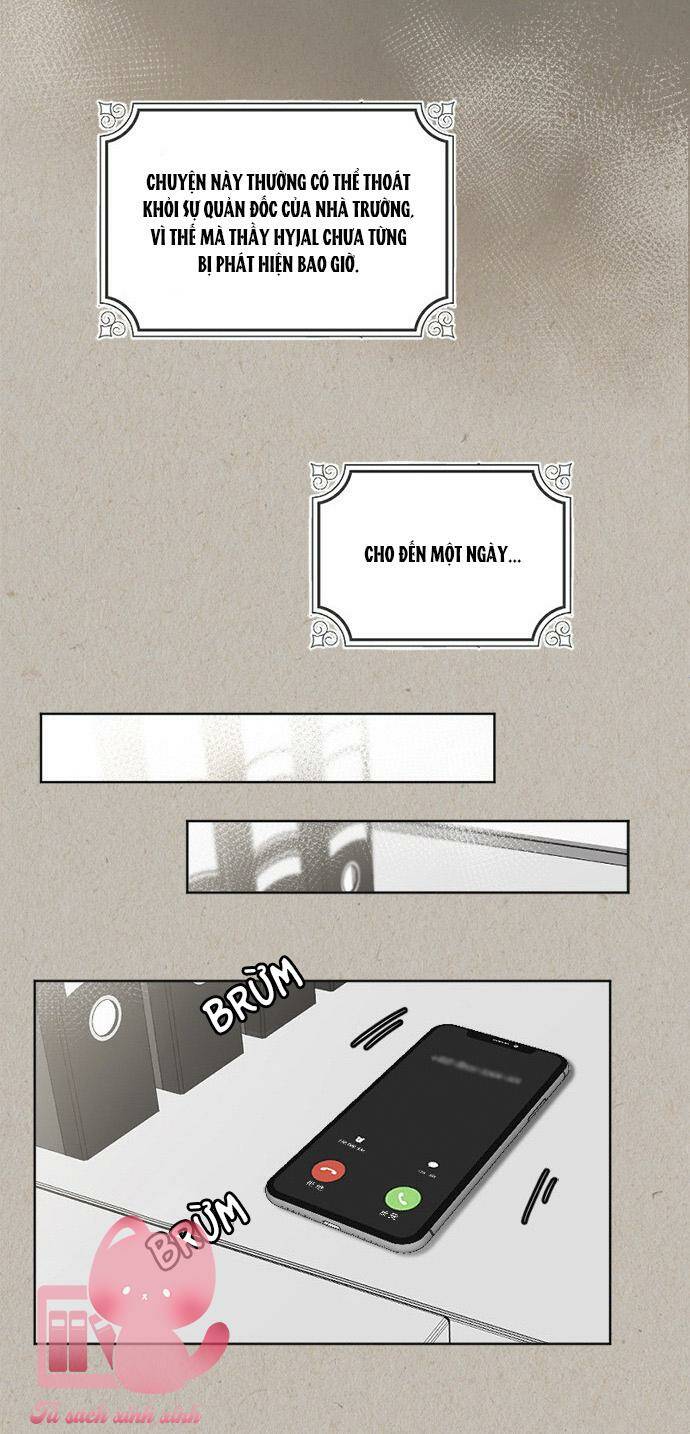 CHUYỆN NÀY THƯỜNG CÓ THỂ THOÁT
KHỎI SỰ QUẢN ĐỐC CỦA NHÀ TRƯỜNG,
VÌ THẾ MÀ THẦY HYJAL CHƯA TỪNG
BỊ PHÁT HIỆN BAO GIỜ.
CHO ĐẾN MỘT NGÀY...
BRỪM
BRỪM
Tủ sách xinh xinh